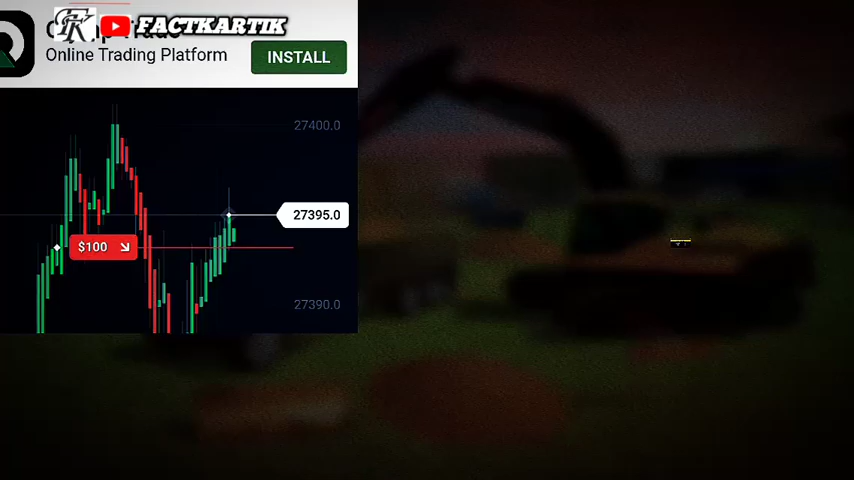 FACTKARTIK
Online Trading Platform
INSTALL
27400.0
27395.0
$100
27390.0